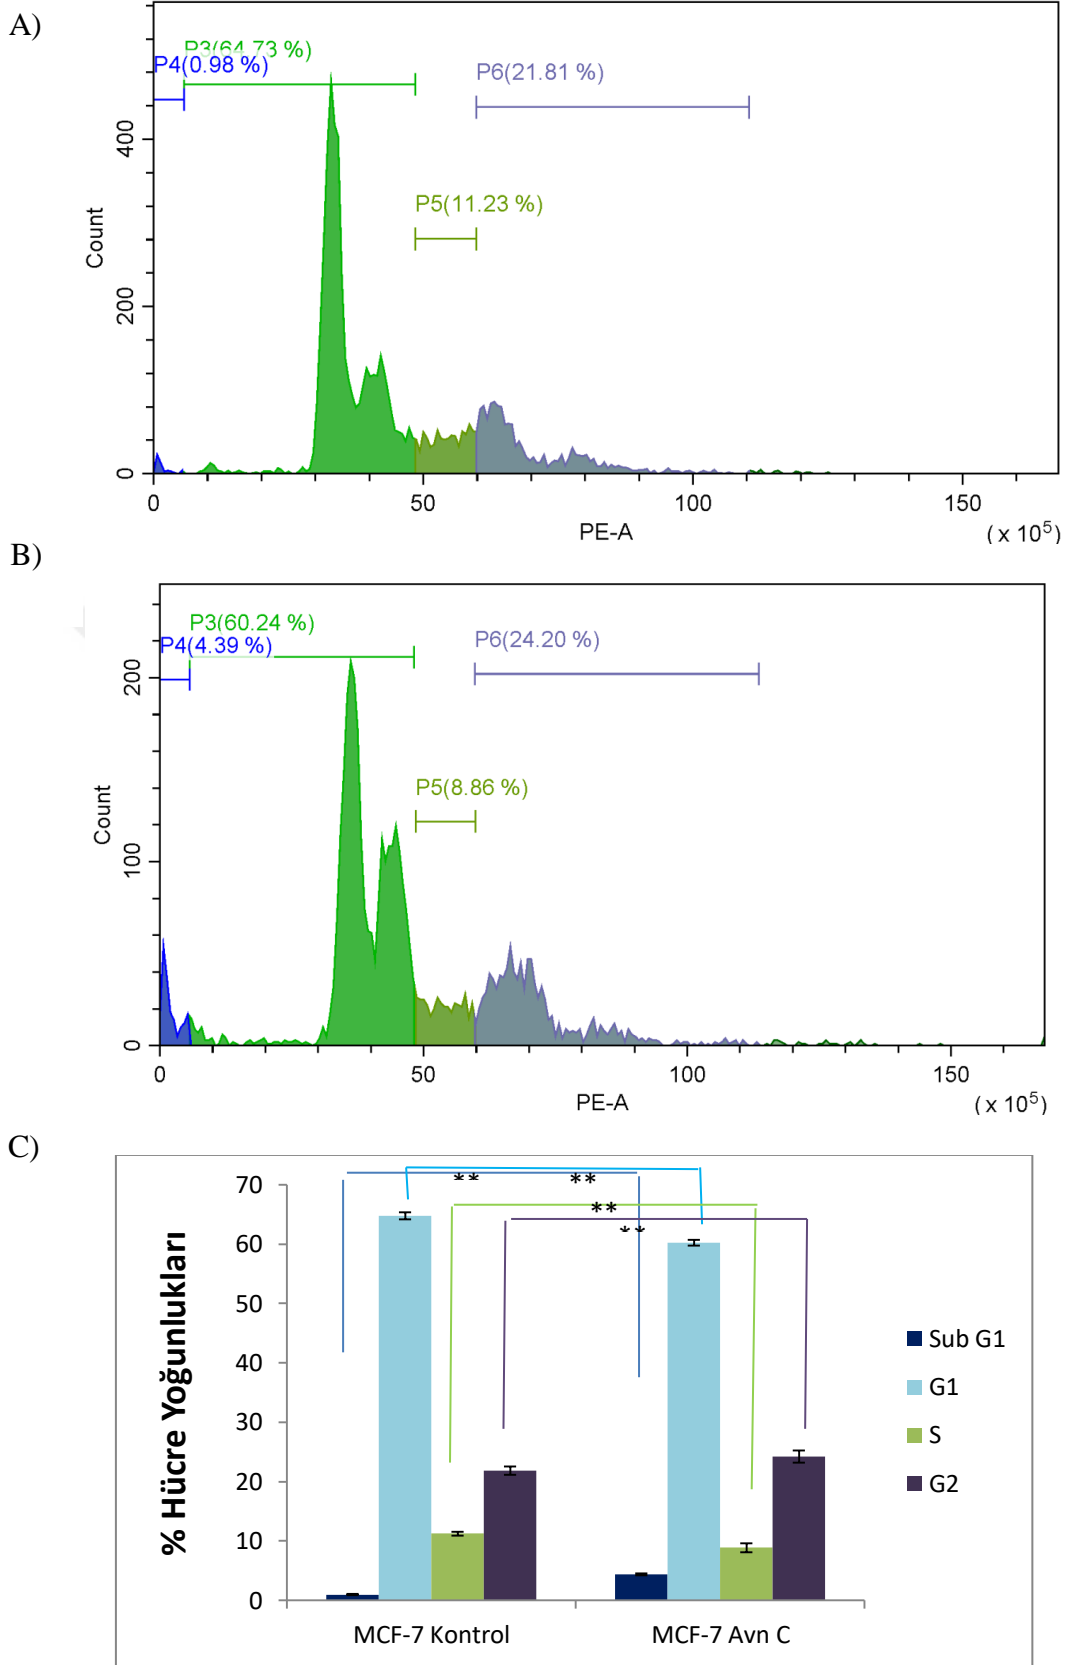 A)
P3(64.73 %)
P4(0.98 %)
P6(21.81 %)
P5(11.23 %)
Count
400
200
0
0 50 100 150
PE-A
(x 10⁵)
B)
P3(60.24 %)
P4(4.39 %)
P6(24.20 %)
P5(8.86 %)
Count
200
100
0
0 50 100 150
PE-A
(x 10⁵)
C)
% Hücre Yoğunlukları
70
60
50
40
30
20
10
0
** **
**
**
MCF-7 Kontrol MCF-7 Avn C
Sub G1
G1
S
G2